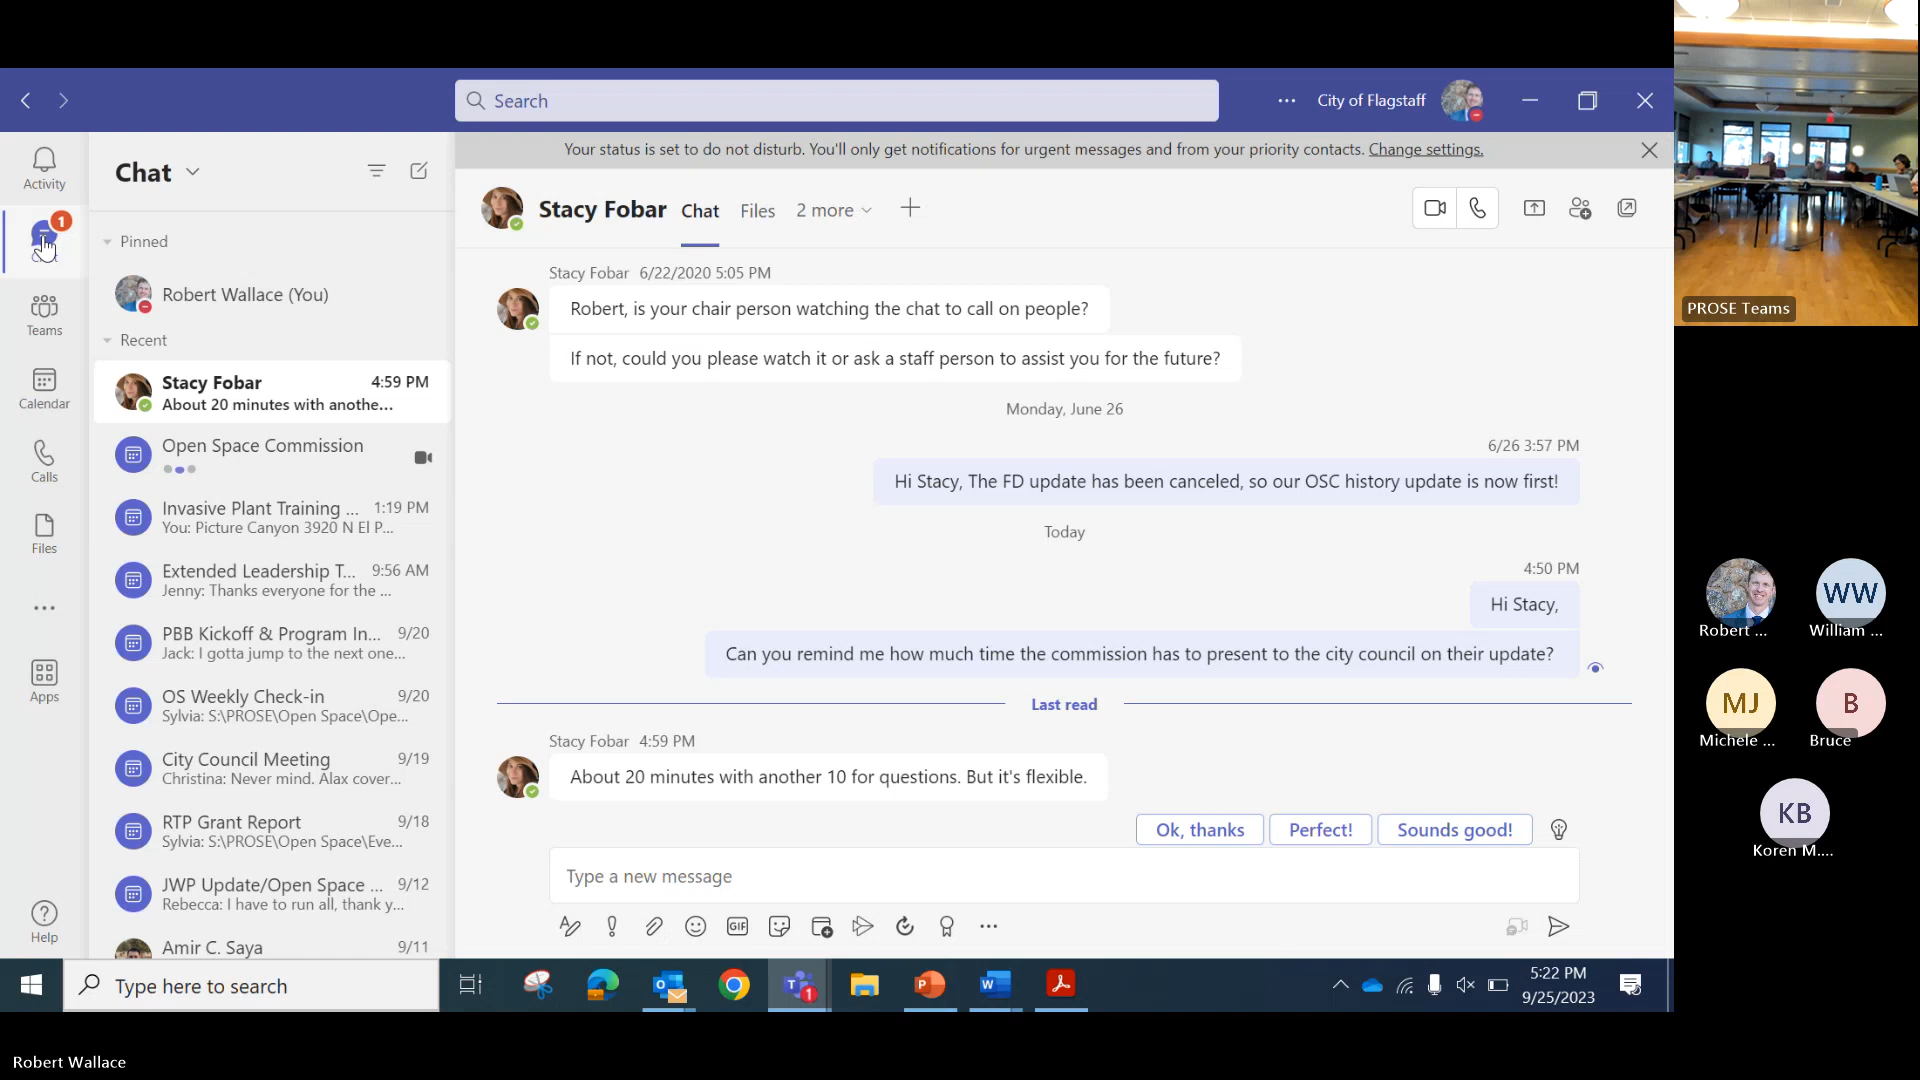 Search
City of Flagstaff
Your status is set to do not disturb. You'll only get notifications for urgent messages and from your priority contacts. Change settings.
Activity
1
Teams
Calendar
Calls
Files
Apps
Help
Chat
Pinned
Robert Wallace (You)
Recent
Stacy Fobar 4:59 PM
About 20 minutes with anothe...
Open Space Commission
Invasive Plant Training ... 1:19 PM
You: Picture Canyon 3920 N El P...
Extended Leadership T... 9:56 AM
Jenny: Thanks everyone for the ...
PBB Kickoff & Program In... 9/20
Jack: I gotta jump to the next one...
OS Weekly Check-in 9/20
Sylvia: S:\PROSE\Open Space\Ope...
City Council Meeting 9/19
Christina: Never mind. Alax cover...
RTP Grant Report 9/18
Sylvia: S:\PROSE\Open Space\Eve...
JWP Update/Open Space ... 9/12
Rebecca: I have to run all, thank y...
Amir C. Saya 9/11
Stacy Fobar Chat Files 2 more
Stacy Fobar 6/22/2020 5:05 PM
Robert, is your chair person watching the chat to call on people?
If not, could you please watch it or ask a staff person to assist you for the future?
Monday, June 26
6/26 3:57 PM
Hi Stacy, The FD update has been canceled, so our OSC history update is now first!
Today
4:50 PM
Hi Stacy,
Can you remind me how much time the commission has to present to the city council on their update?
Last read
Stacy Fobar 4:59 PM
About 20 minutes with another 10 for questions. But it's flexible.
Ok, thanks
Perfect!
Sounds good!
Type a new message
GIF
Type here to search
1
5:22 PM
9/25/2023
PROSE Teams
Robert ...
WW
William ...
MJ
Michele ...
B
Bruce
KB
Koren M....
Robert Wallace